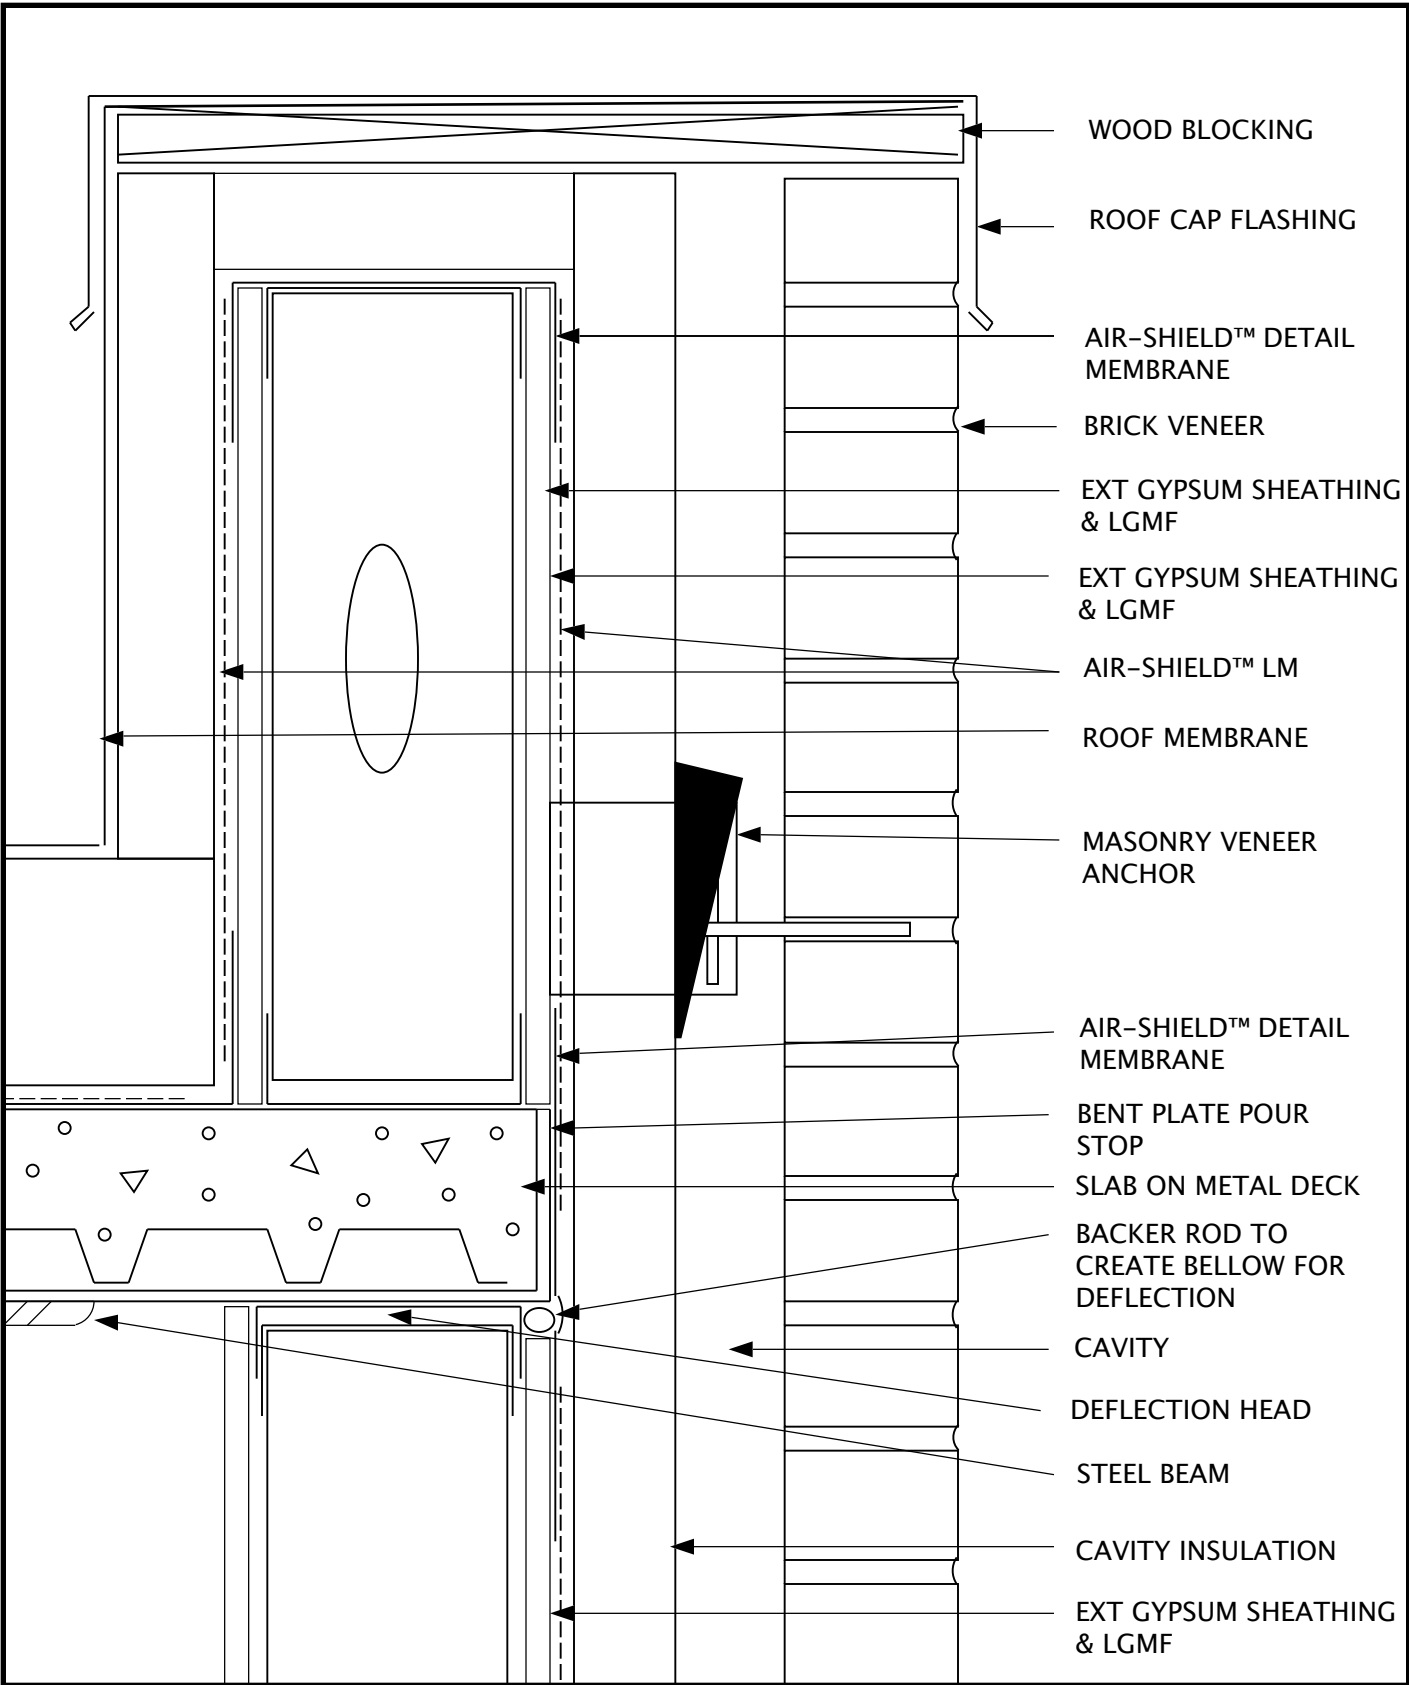 WOOD BLOCKING
ROOF CAP FLASHING
AIR–SHIELD™ DETAIL
MEMBRANE
BRICK VENEER
EXT GYPSUM SHEATHING
& LGMF
EXT GYPSUM SHEATHING
& LGMF
AIR–SHIELD™ LM
ROOF MEMBRANE
MASONRY VENEER
ANCHOR
AIR–SHIELD™ DETAIL
MEMBRANE
BENT PLATE POUR
STOP
SLAB ON METAL DECK
BACKER ROD TO
CREATE BELLOW FOR
DEFLECTION
CAVITY
DEFLECTION HEAD
STEEL BEAM
CAVITY INSULATION
EXT GYPSUM SHEATHING
& LGMF